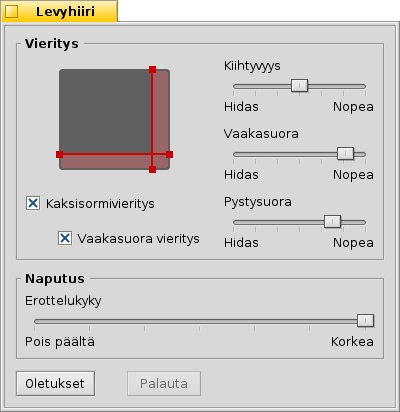 Levyhiiri
Vieritys
Kiihtyvyys
Hidas Nopea
Vaakasuora
Hidas Nopea
Kaksisormivieritys
Pystysuora
Vaakasuora vieritys
Hidas Nopea
Naputus
Erottelukyky
Pois päältä Korkea
Oletukset Palauta